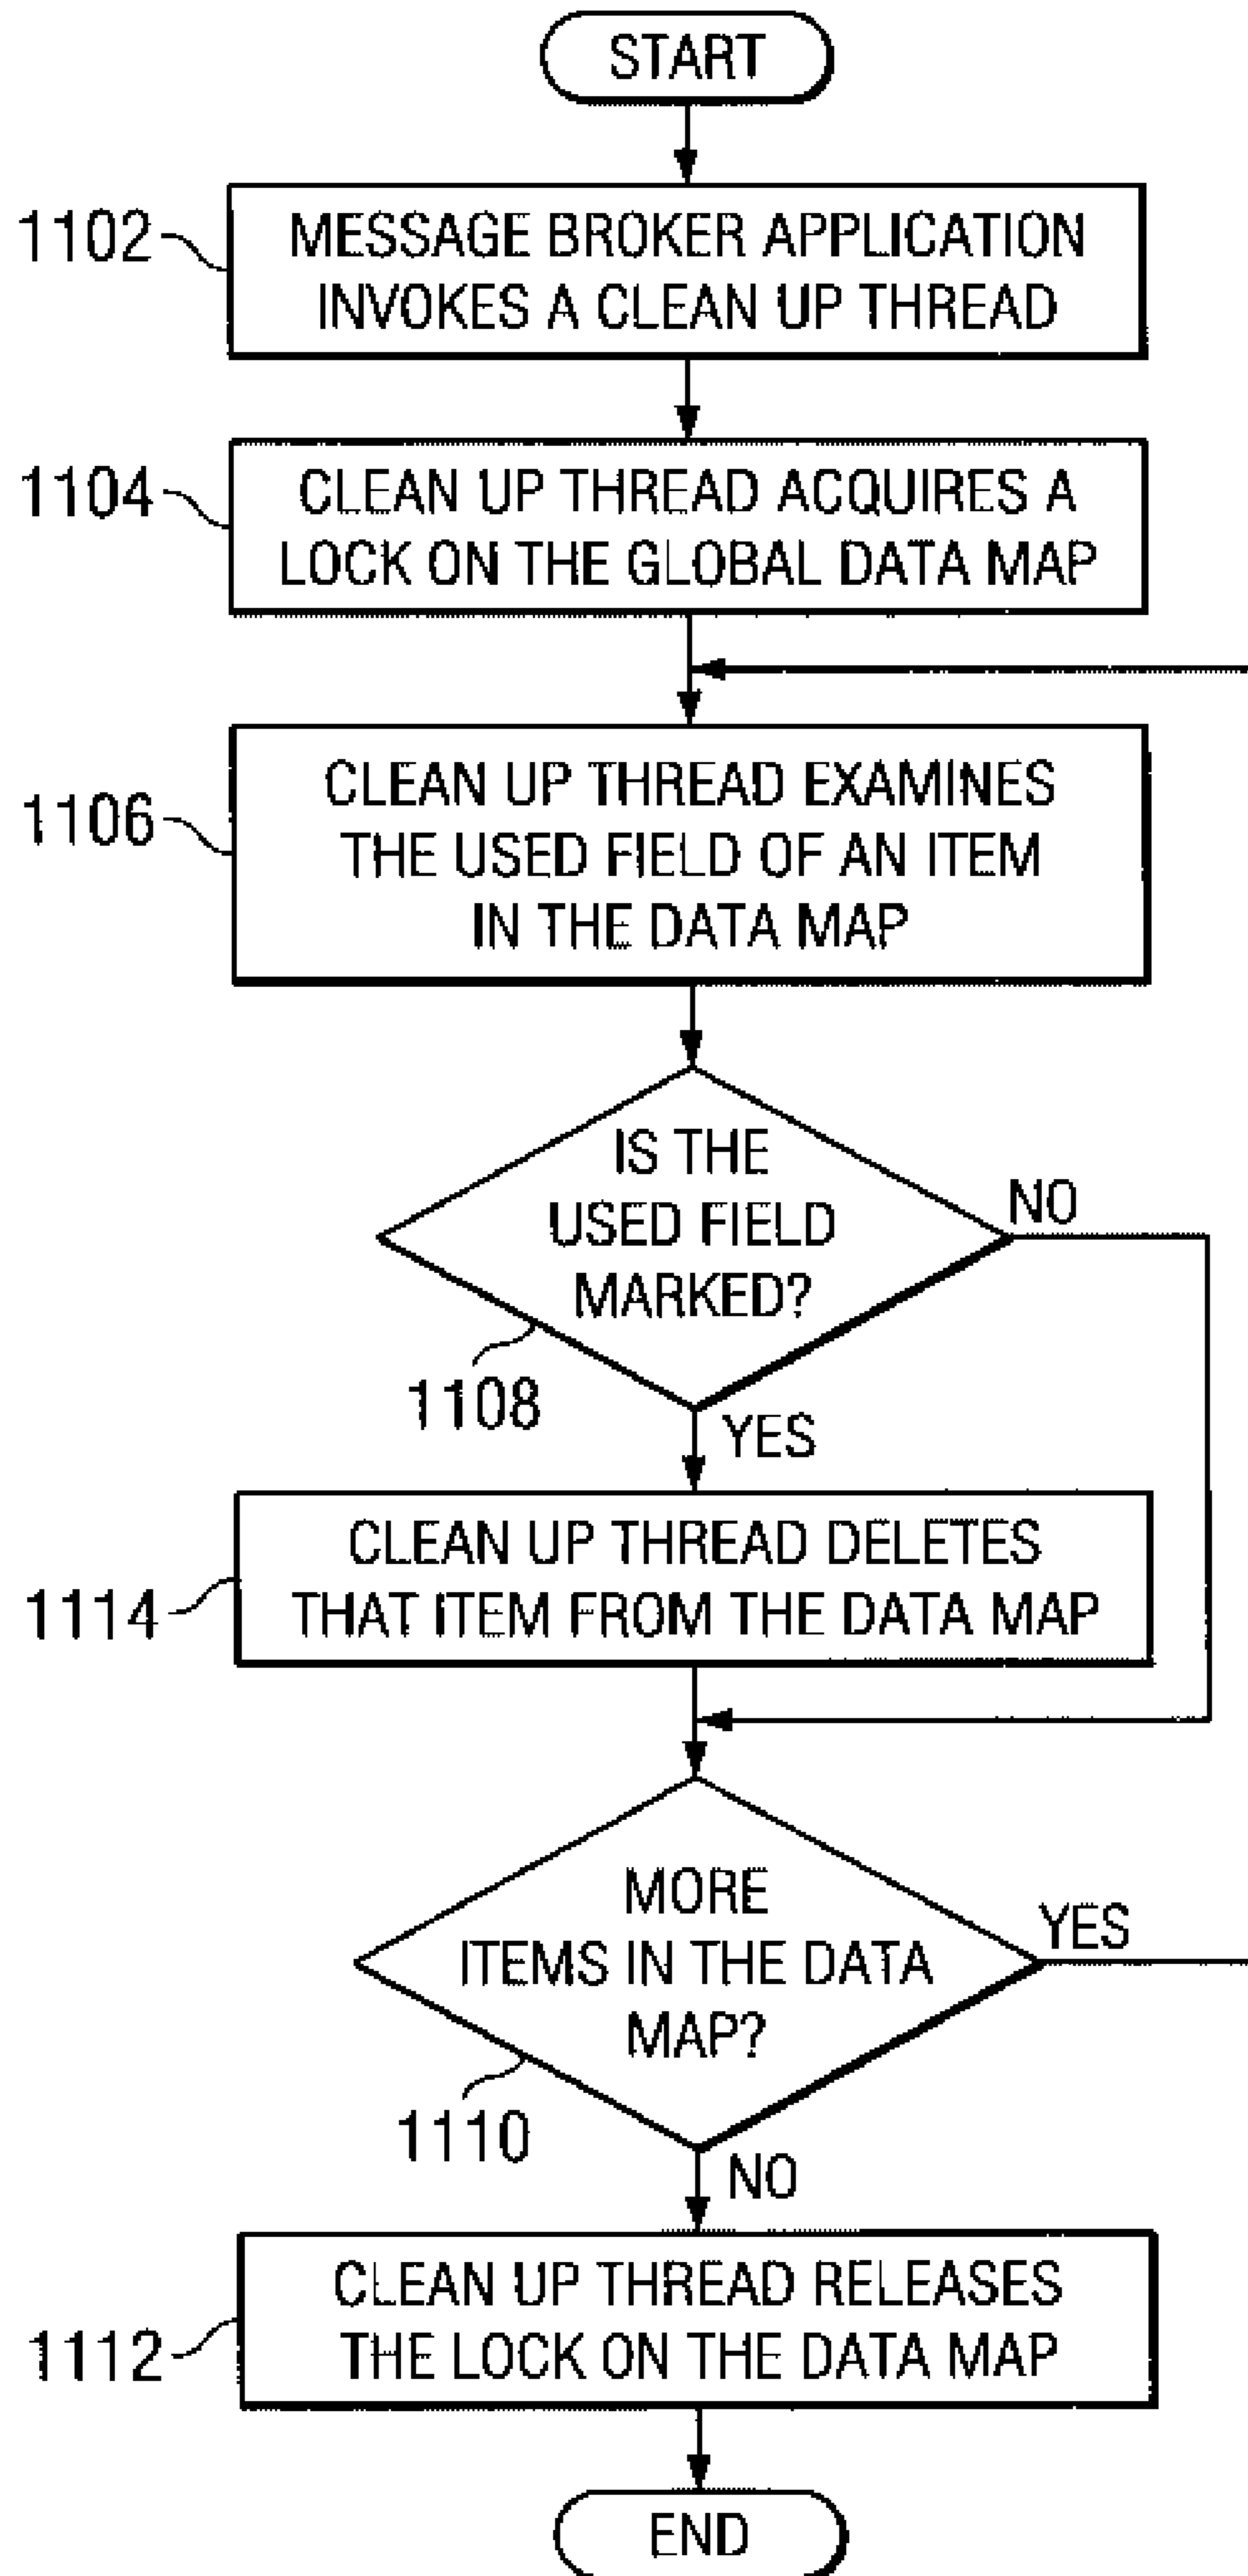 START
1102
MESSAGE BROKER APPLICATION
INVOKES A CLEAN UP THREAD
1104
CLEAN UP THREAD ACQUIRES A
LOCK ON THE GLOBAL DATA MAP
1106
CLEAN UP THREAD EXAMINES
THE USED FIELD OF AN ITEM
IN THE DATA MAP
IS THE
USED FIELD
MARKED?
NO
1108
YES
1114
CLEAN UP THREAD DELETES
THAT ITEM FROM THE DATA MAP
MORE
ITEMS IN THE DATA
MAP?
YES
1110
NO
1112
CLEAN UP THREAD RELEASES
THE LOCK ON THE DATA MAP
END